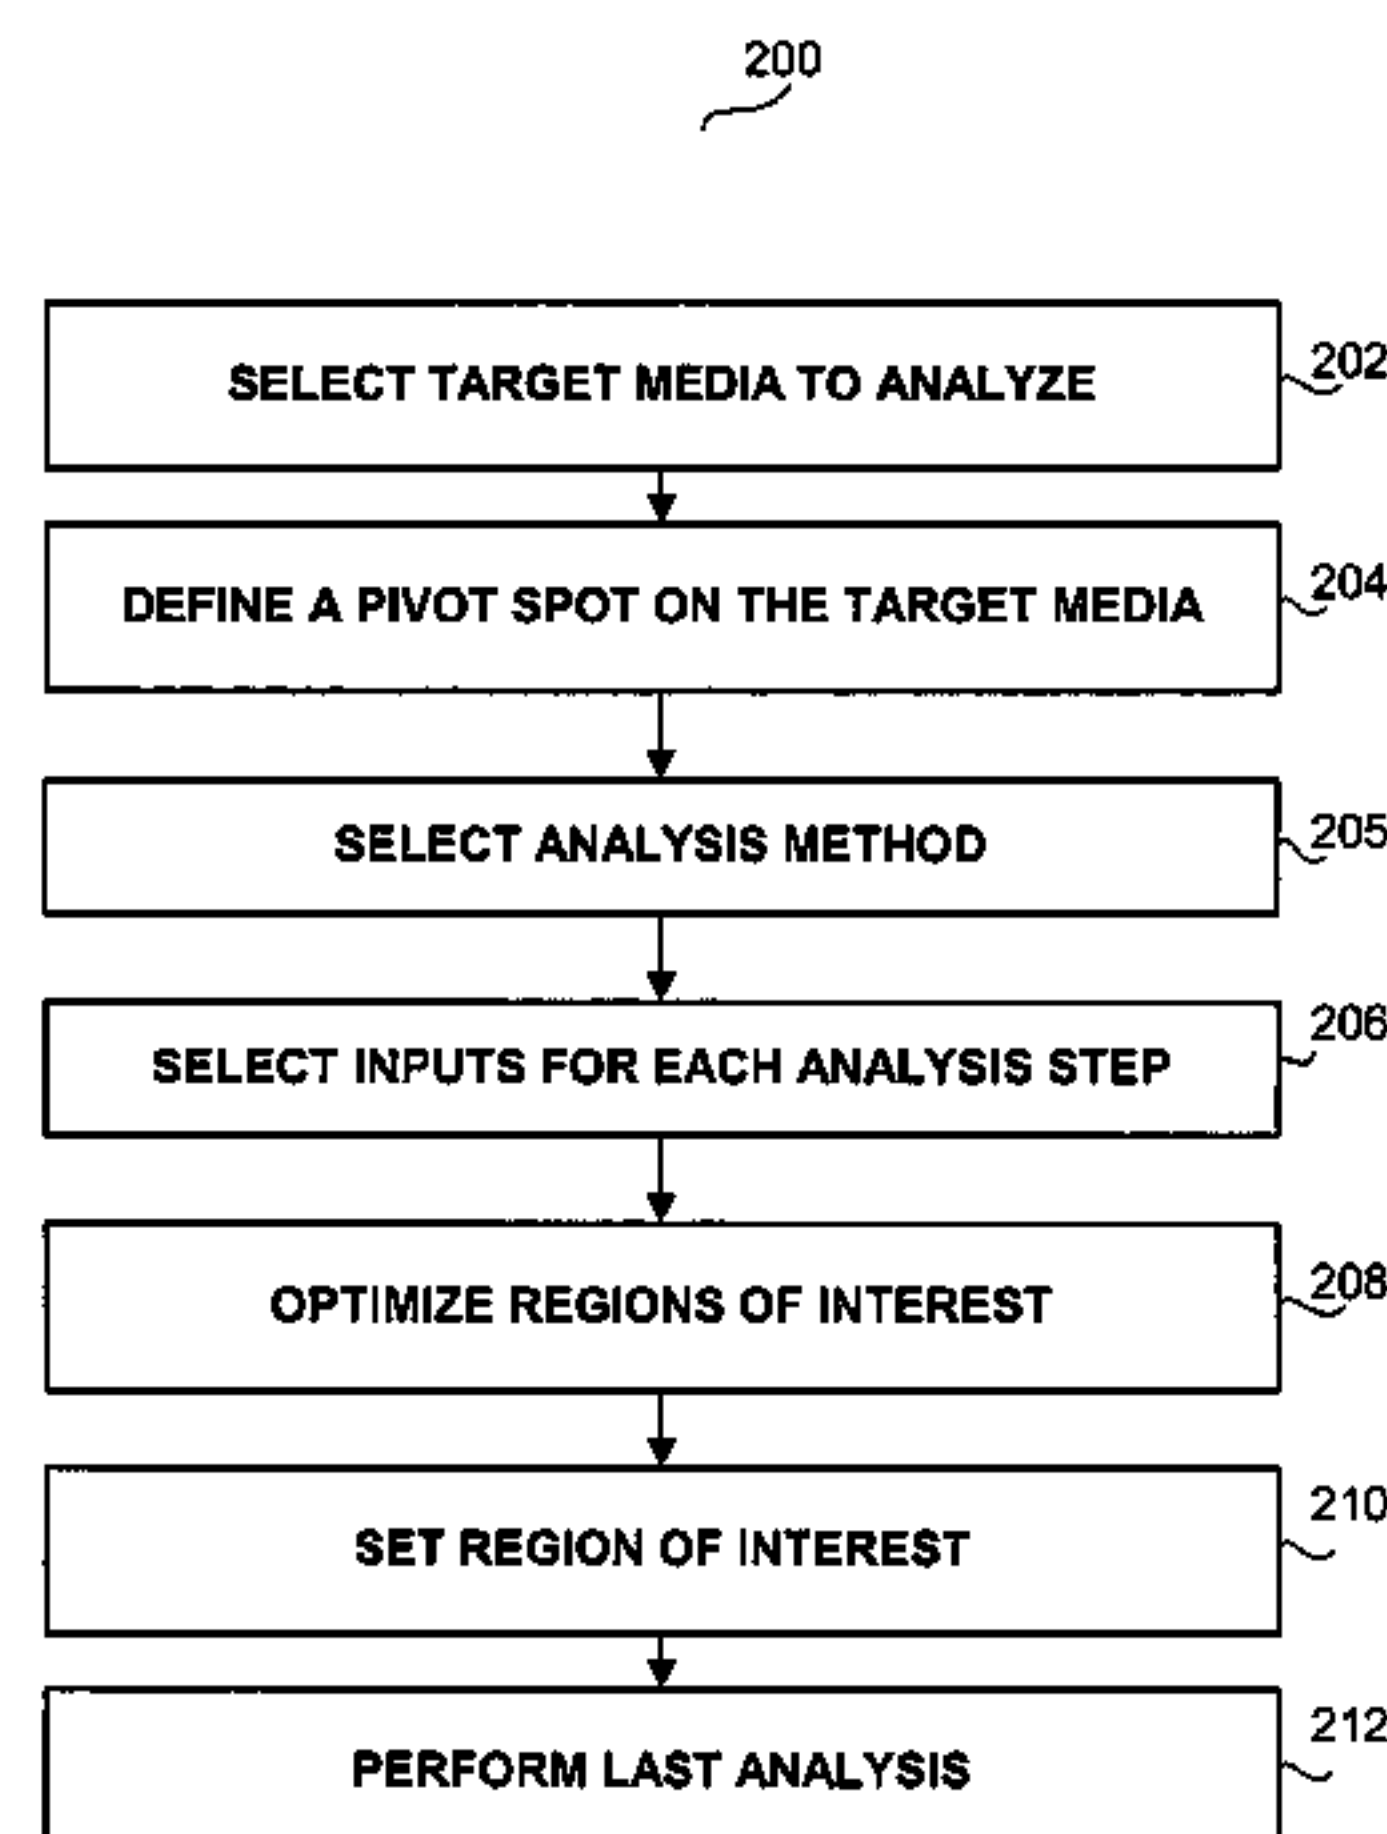 200
SELECT TARGET MEDIA TO ANALYZE
202
DEFINE A PIVOT SPOT ON THE TARGET MEDIA
204
SELECT ANALYSIS METHOD
205
SELECT INPUTS FOR EACH ANALYSIS STEP
206
OPTIMIZE REGIONS OF INTEREST
208
SET REGION OF INTEREST
210
PERFORM LAST ANALYSIS
212